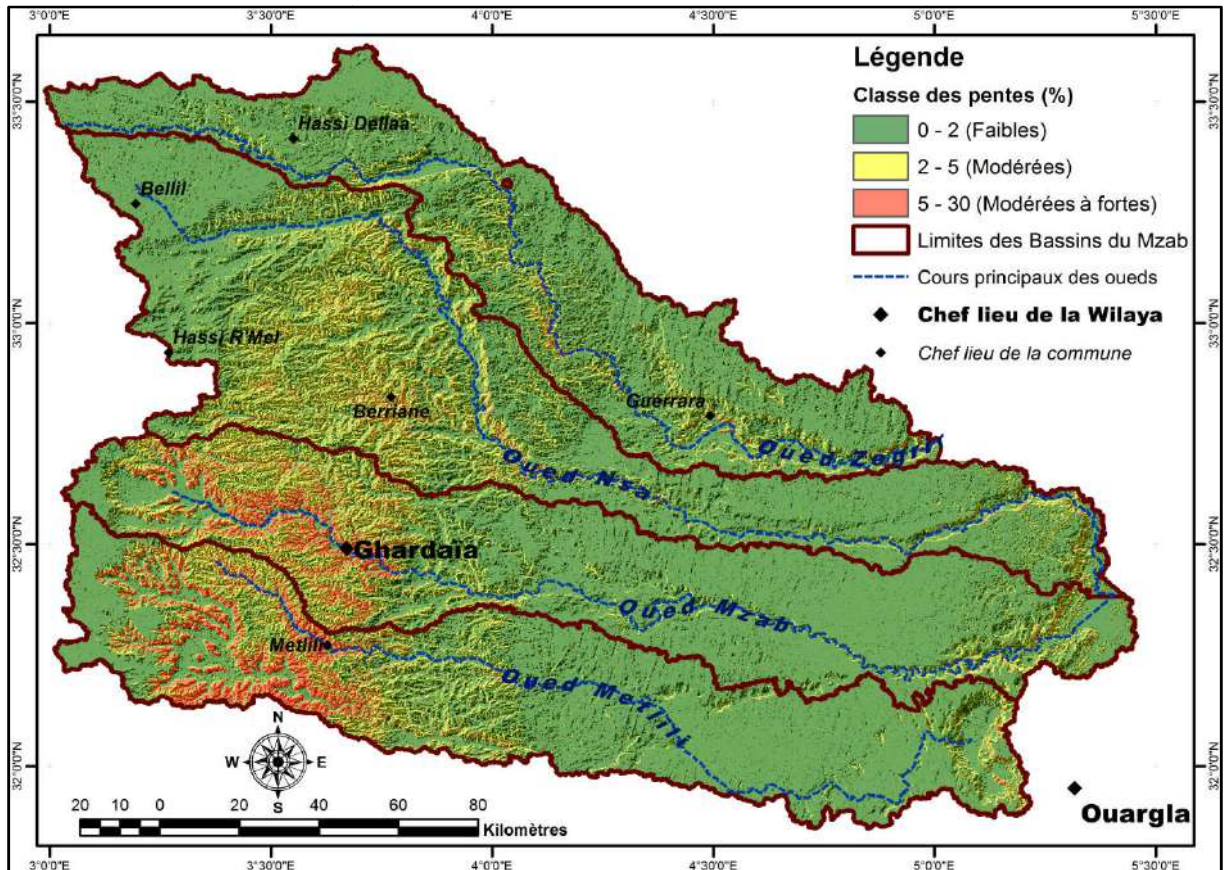 3°0'0"E 3°30'0"E 4°0'0"E 4°30'0"E 5°0'0"E 5°30'0"E
33°30'0"N 33°30'0"N
33°0'0"N 33°0'0"N
32°30'0"N 32°30'0"N
32°0'0"N 32°0'0"N
Légende
Classe des pentes (%)
0 - 2 (Faibles)
2 - 5 (Modérées)
5 - 30 (Modérées à fortes)
Limites des Bassins du Mzab
Cours principaux des oueds
Chef lieu de la Wilaya
Chef lieu de la commune
Hassi Dellaa
Bellil
Hassi R'Mel
Berriane
Guerrara
Oued Zegrir
Oued Nsa
Ghardaïa
Oued Mzab
Metlili
Oued Metlili
Ouargla
N
W E
S
20 10 0 20 40 60 80
Kilomètres
3°0'0"E 3°30'0"E 4°0'0"E 4°30'0"E 5°0'0"E 5°30'0"E